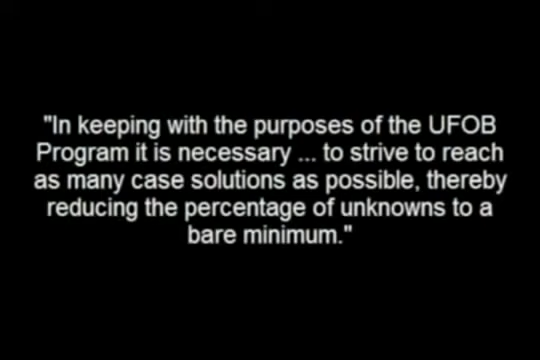 "In keeping with the purposes of the UFOB
Program it is necessary ... to strive to reach
as many case solutions as possible, thereby
reducing the percentage of unknowns to a
bare minimum."